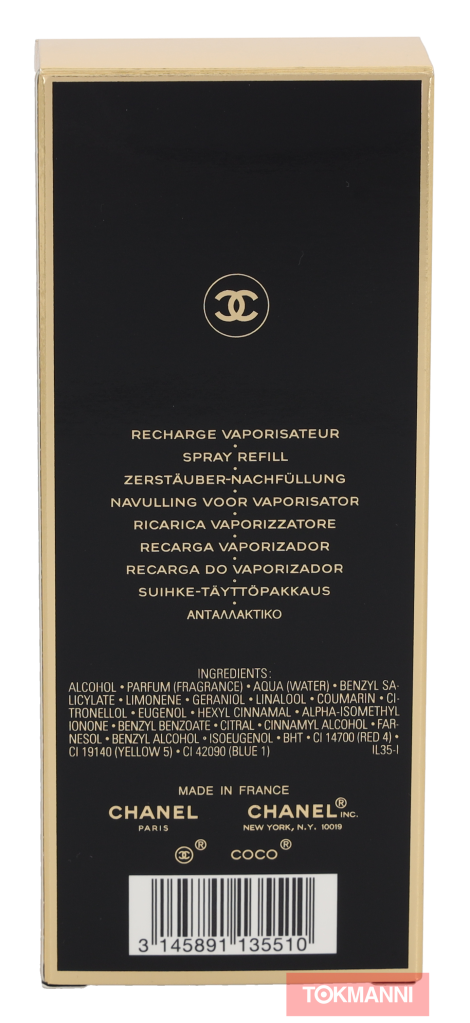 RECHARGE VAPORISATEUR
SPRAY REFILL
ZERSTÄUBER-NACHFÜLLUNG
NAVULLING VOOR VAPORISATOR
RICARICA VAPORIZZATORE
RECARGA VAPORIZADOR
RECARGA DO VAPORIZADOR
SUIHKE-TÄYTTÖPAKKAUS
ΑΝΤΑΛΛΑΚΤΙΚΟ
INGREDIENTS:
ALCOHOL • PARFUM (FRAGRANCE) • AQUA (WATER) • BENZYL SA-
LICYLATE • LIMONENE • GERANIOL • LINALOOL • COUMARIN • CI-
TRONELLOL • EUGENOL • HEXYL CINNAMAL • ALPHA-ISOMETHYL
IONONE • BENZYL BENZOATE • CITRAL • CINNAMYL ALCOHOL • FAR-
NESOL • BENZYL ALCOHOL • ISOEUGENOL • BHT • CI 14700 (RED 4) •
CI 19140 (YELLOW 5) • CI 42090 (BLUE 1) IL35-I
MADE IN FRANCE
CHANEL CHANEL® INC.
PARIS NEW YORK, N.Y. 10019
® COCO®
3 145891 135510
TOKMANNI